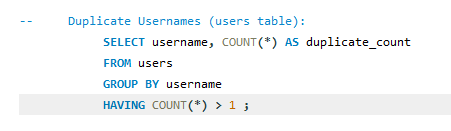 -- Duplicate Usernames (users table):
SELECT username, COUNT(*) AS duplicate_count
FROM users
GROUP BY username
HAVING COUNT(*) > 1 ;